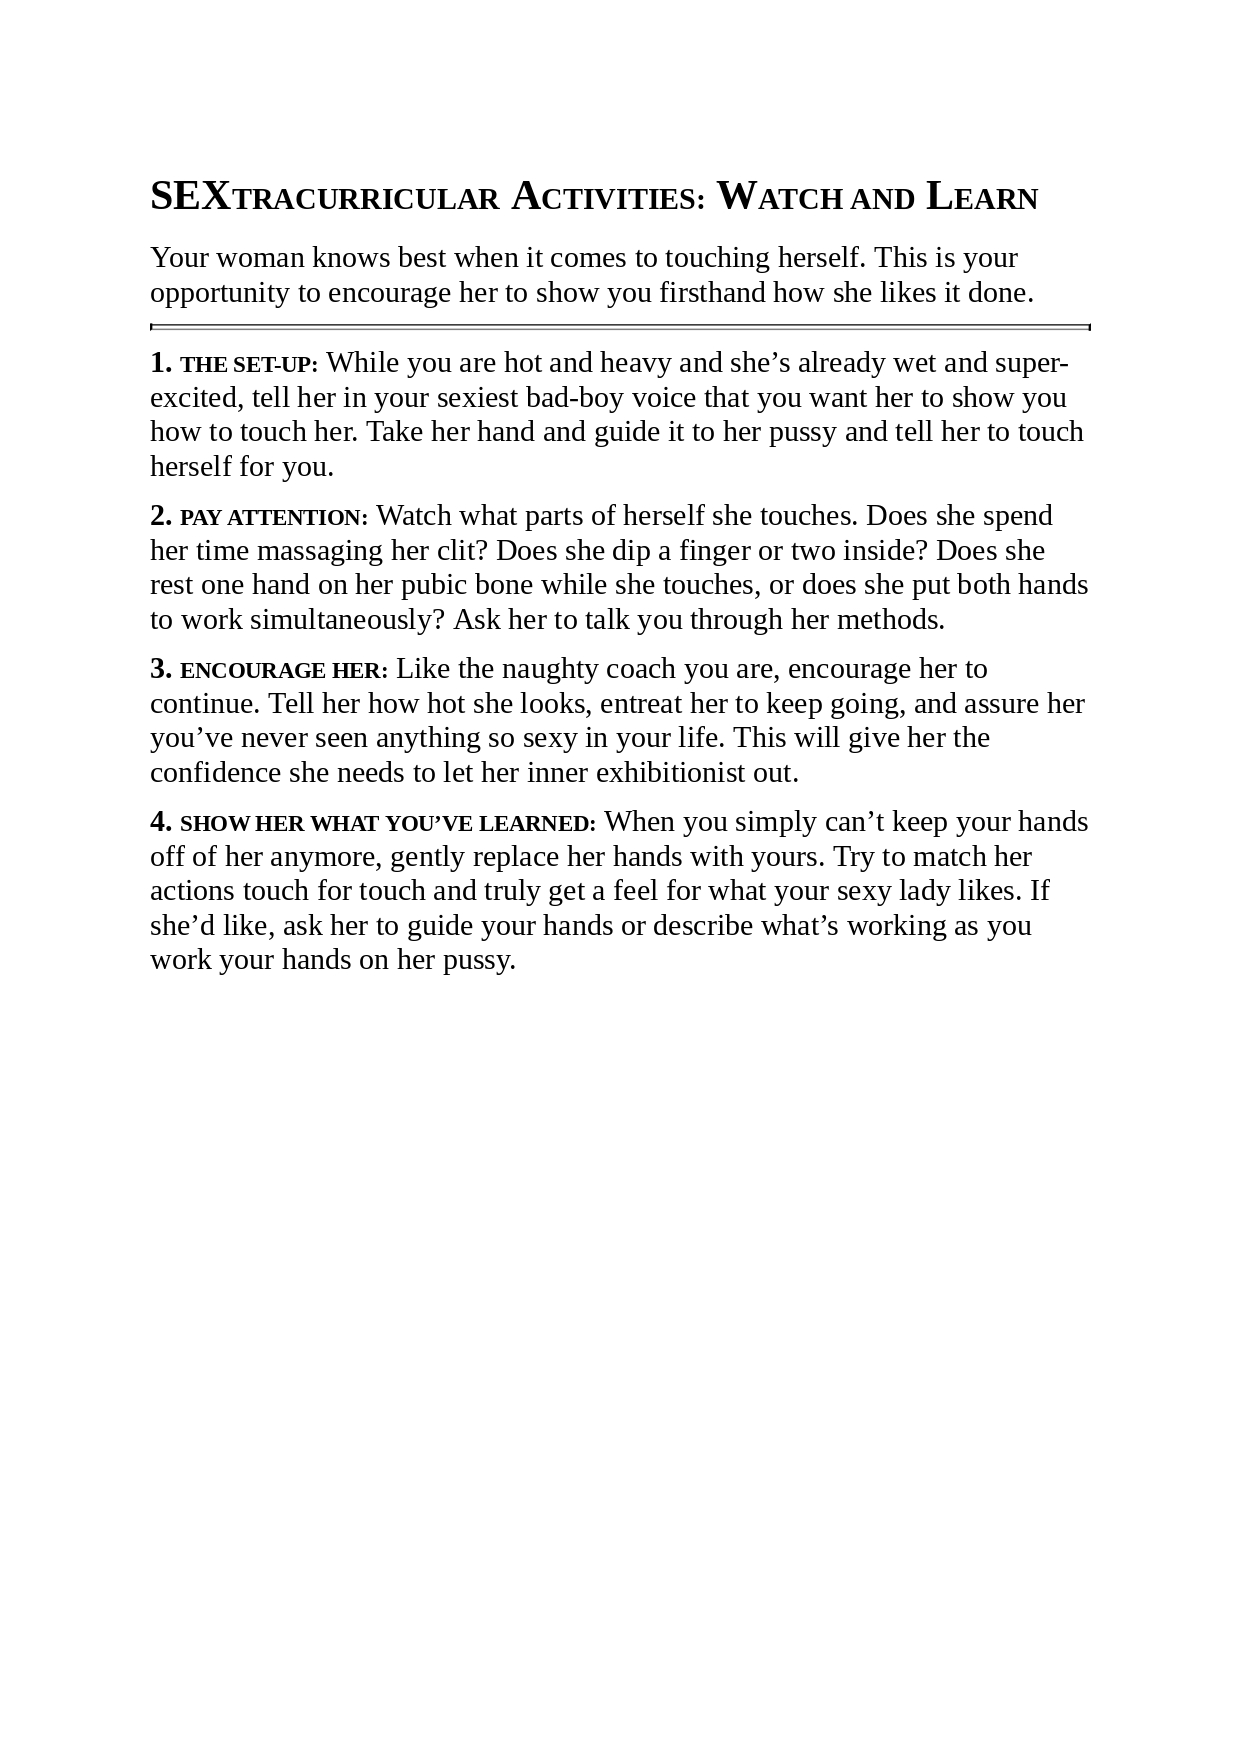 SEXTRACURRICULAR ACTIVITIES: WATCH AND LEARN
Your woman knows best when it comes to touching herself. This is your
opportunity to encourage her to show you firsthand how she likes it done.
1. THE SET-UP: While you are hot and heavy and she’s already wet and super-
excited, tell her in your sexiest bad-boy voice that you want her to show you
how to touch her. Take her hand and guide it to her pussy and tell her to touch
herself for you.
2. PAY ATTENTION: Watch what parts of herself she touches. Does she spend
her time massaging her clit? Does she dip a finger or two inside? Does she
rest one hand on her pubic bone while she touches, or does she put both hands
to work simultaneously? Ask her to talk you through her methods.
3. ENCOURAGE HER: Like the naughty coach you are, encourage her to
continue. Tell her how hot she looks, entreat her to keep going, and assure her
you’ve never seen anything so sexy in your life. This will give her the
confidence she needs to let her inner exhibitionist out.
4. SHOW HER WHAT YOU’VE LEARNED: When you simply can’t keep your hands
off of her anymore, gently replace her hands with yours. Try to match her
actions touch for touch and truly get a feel for what your sexy lady likes. If
she’d like, ask her to guide your hands or describe what’s working as you
work your hands on her pussy.